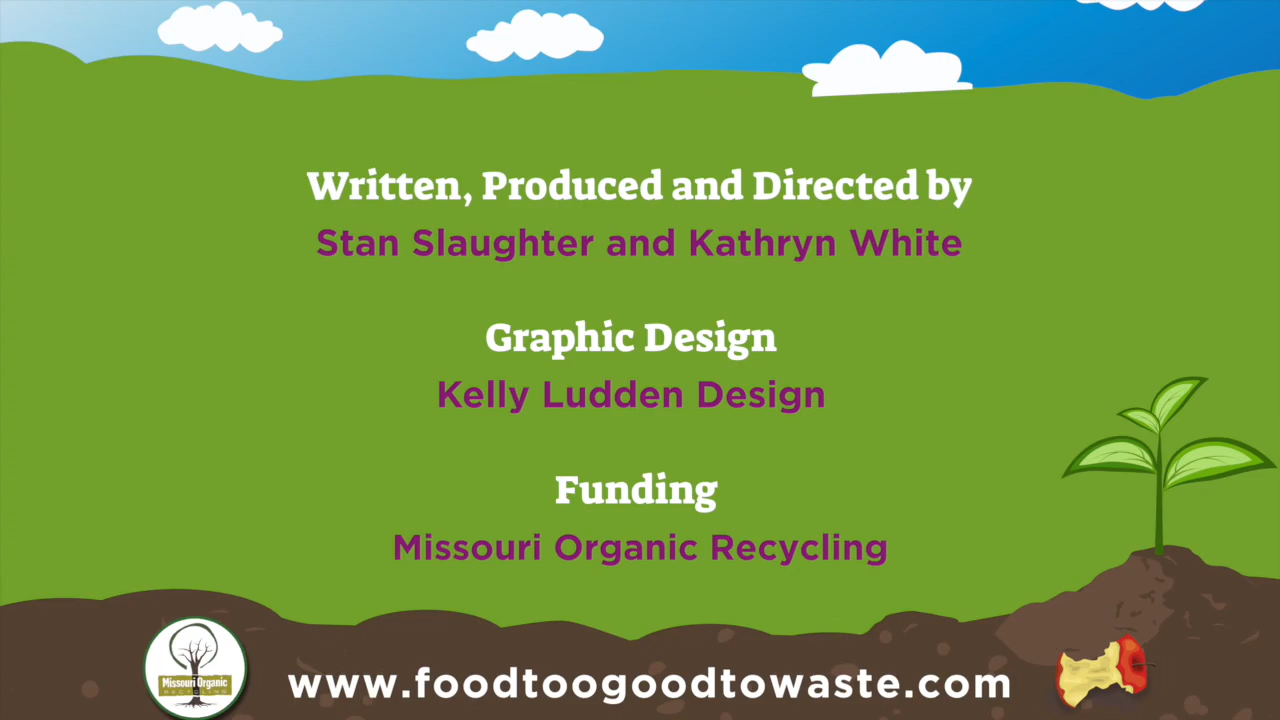 Written, Produced and Directed by
Stan Slaughter and Kathryn White
Graphic Design
Kelly Ludden Design
Funding
Missouri Organic Recycling
Missouri Organic
RECYCLING
www.foodtoogoodtowaste.com